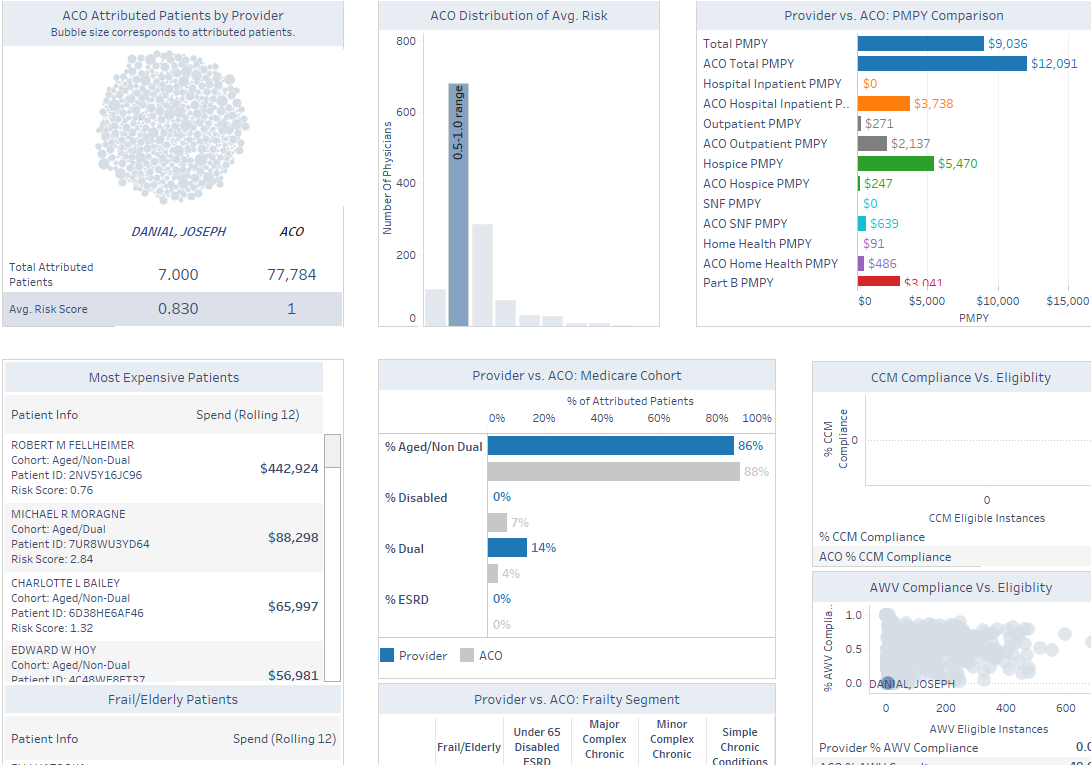 ACO Attributed Patients by Provider
Bubble size corresponds to attributed patients.
DANIAL, JOSEPH ACO
Total Attributed Patients 7.000 77,784
Avg. Risk Score 0.830 1
ACO Distribution of Avg. Risk
Number Of Physicians
800
600
400
200
0
0.5-1.0 range
Provider vs. ACO: PMPY Comparison
Total PMPY $9,036
ACO Total PMPY $12,091
Hospital Inpatient PMPY $0
ACO Hospital Inpatient P.. $3,738
Outpatient PMPY $271
ACO Outpatient PMPY $2,137
Hospice PMPY $5,470
ACO Hospice PMPY $247
SNF PMPY $0
ACO SNF PMPY $639
Home Health PMPY $91
ACO Home Health PMPY $486
Part B PMPY $3,041
$0 $5,000 $10,000 $15,000
PMPY
Most Expensive Patients
Patient Info Spend (Rolling 12)
ROBERT M FELLHEIMER
Cohort: Aged/Non-Dual
Patient ID: 2NV5Y16JC96
Risk Score: 0.76
$442,924
MICHAEL R MORAGNE
Cohort: Aged/Dual
Patient ID: 7UR8WU3YD64
Risk Score: 2.84
$88,298
CHARLOTTE L BAILEY
Cohort: Aged/Non-Dual
Patient ID: 6D38HE6AF46
Risk Score: 1.32
$65,997
EDWARD W HOY
Cohort: Aged/Non-Dual
Patient ID: 4C48WE8ET37
$56,981
Frail/Elderly Patients
Patient Info Spend (Rolling 12)
Provider vs. ACO: Medicare Cohort
% of Attributed Patients
0% 20% 40% 60% 80% 100%
% Aged/Non Dual 86%
88%
% Disabled 0%
7%
% Dual 14%
4%
% ESRD 0%
0%
Provider ACO
Provider vs. ACO: Frailty Segment
Frail/Elderly
Under 65
Disabled
ESRD
Major
Complex
Chronic
Minor
Complex
Chronic
Simple
Chronic
Conditions
CCM Compliance Vs. Eligiblity
% CCM
Compliance
0
0
CCM Eligible Instances
% CCM Compliance
ACO % CCM Compliance
AWV Compliance Vs. Eligiblity
% AWV Complia..
1.0
0.5
0.0
DANIAL, JOSEPH
0 200 400 600
AWV Eligible Instances
Provider % AWV Compliance 0.0